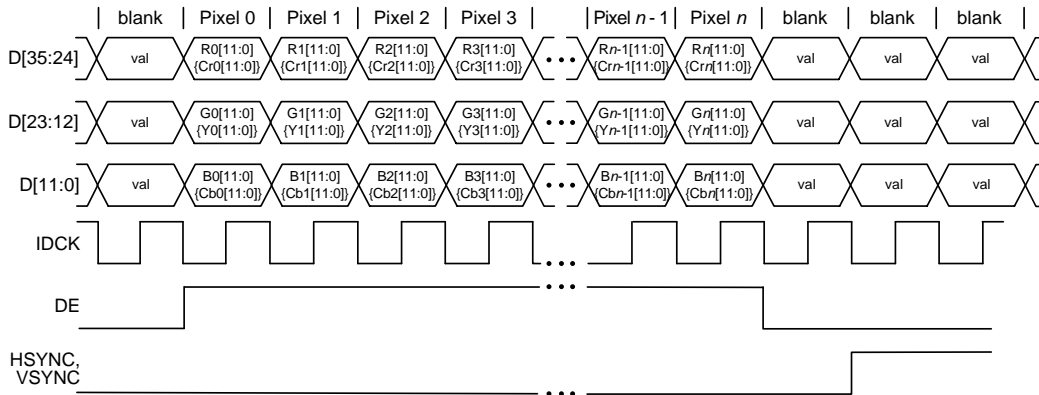 blank Pixel 0 Pixel 1 Pixel 2 Pixel 3 Pixel n - 1 Pixel n blank blank blank
D[35:24] val R0[11:0] {Cr0[11:0]} R1[11:0] {Cr1[11:0]} R2[11:0] {Cr2[11:0]} R3[11:0] {Cr3[11:0]} ••• Rn-1[11:0] {Crn-1[11:0]} Rn[11:0] {Crn[11:0]} val val val
D[23:12] val G0[11:0] {Y0[11:0]} G1[11:0] {Y1[11:0]} G2[11:0] {Y2[11:0]} G3[11:0] {Y3[11:0]} ••• Gn-1[11:0] {Yn-1[11:0]} Gn[11:0] {Yn[11:0]} val val val
D[11:0] val B0[11:0] {Cb0[11:0]} B1[11:0] {Cb1[11:0]} B2[11:0] {Cb2[11:0]} B3[11:0] {Cb3[11:0]} ••• Bn-1[11:0] {Cbn-1[11:0]} Bn[11:0] {Cbn[11:0]} val val val
IDCK •••
DE •••
HSYNC,
VSYNC •••